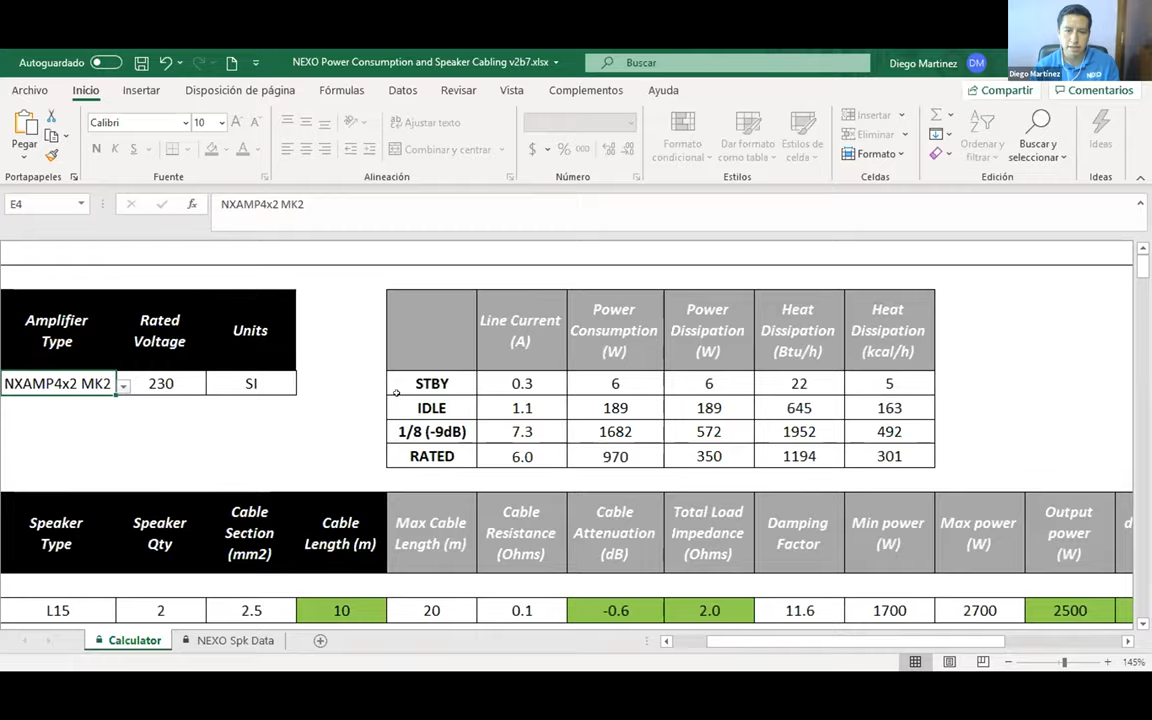 Diego Martínez
Autoguardado
NEXO Power Consumption and Speaker Cabling v2b7.xlsx
Buscar
Diego Martinez
DM
Archivo Inicio Insertar Disposición de página Fórmulas Datos Revisar Vista Complementos Ayuda
Compartir
Comentarios
Pegar
Calibri 10
N K S
Ajustar texto
Combinar y centrar
$ % 000
Formato condicional
Dar formato como tabla
Estilos de celda
Insertar
Eliminar
Formato
Ordenar y filtrar
Buscar y seleccionar
Ideas
Portapapeles Fuente Alineación Número Estilos Celdas Edición Ideas
E4 fx NXAMP4x2 MK2
Amplifier Type Rated Voltage Units
NXAMP4x2 MK2 230 SI
Line Current (A) Power Consumption (W) Power Dissipation (W) Heat Dissipation (Btu/h) Heat Dissipation (kcal/h)
STBY 0.3 6 6 22 5
IDLE 1.1 189 189 645 163
1/8 (-9dB) 7.3 1682 572 1952 492
RATED 6.0 970 350 1194 301
Speaker Type Speaker Qty Cable Section (mm2) Cable Length (m) Max Cable Length (m) Cable Resistance (Ohms) Cable Attenuation (dB) Total Load Impedance (Ohms) Damping Factor Min power (W) Max power (W) Output power (W)
L15 2 2.5 10 20 0.1 -0.6 2.0 11.6 1700 2700 2500
Calculator NEXO Spk Data
145%